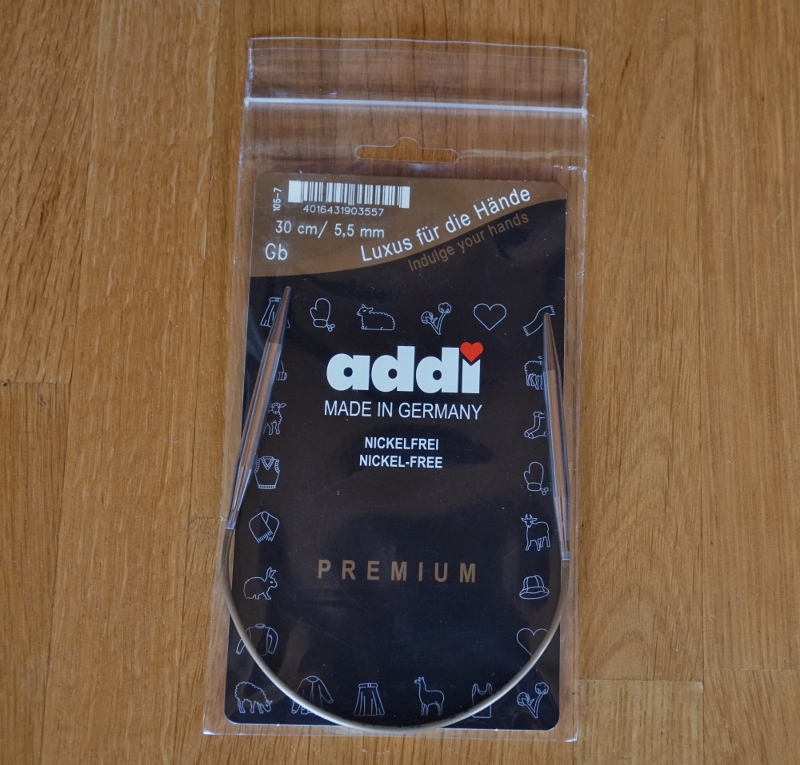 105-7
4016431903557
30 cm/ 5,5 mm
Gb
Luxus für die Hände
Indulge your hands
addi
MADE IN GERMANY
NICKELFREI
NICKEL-FREE
PREMIUM